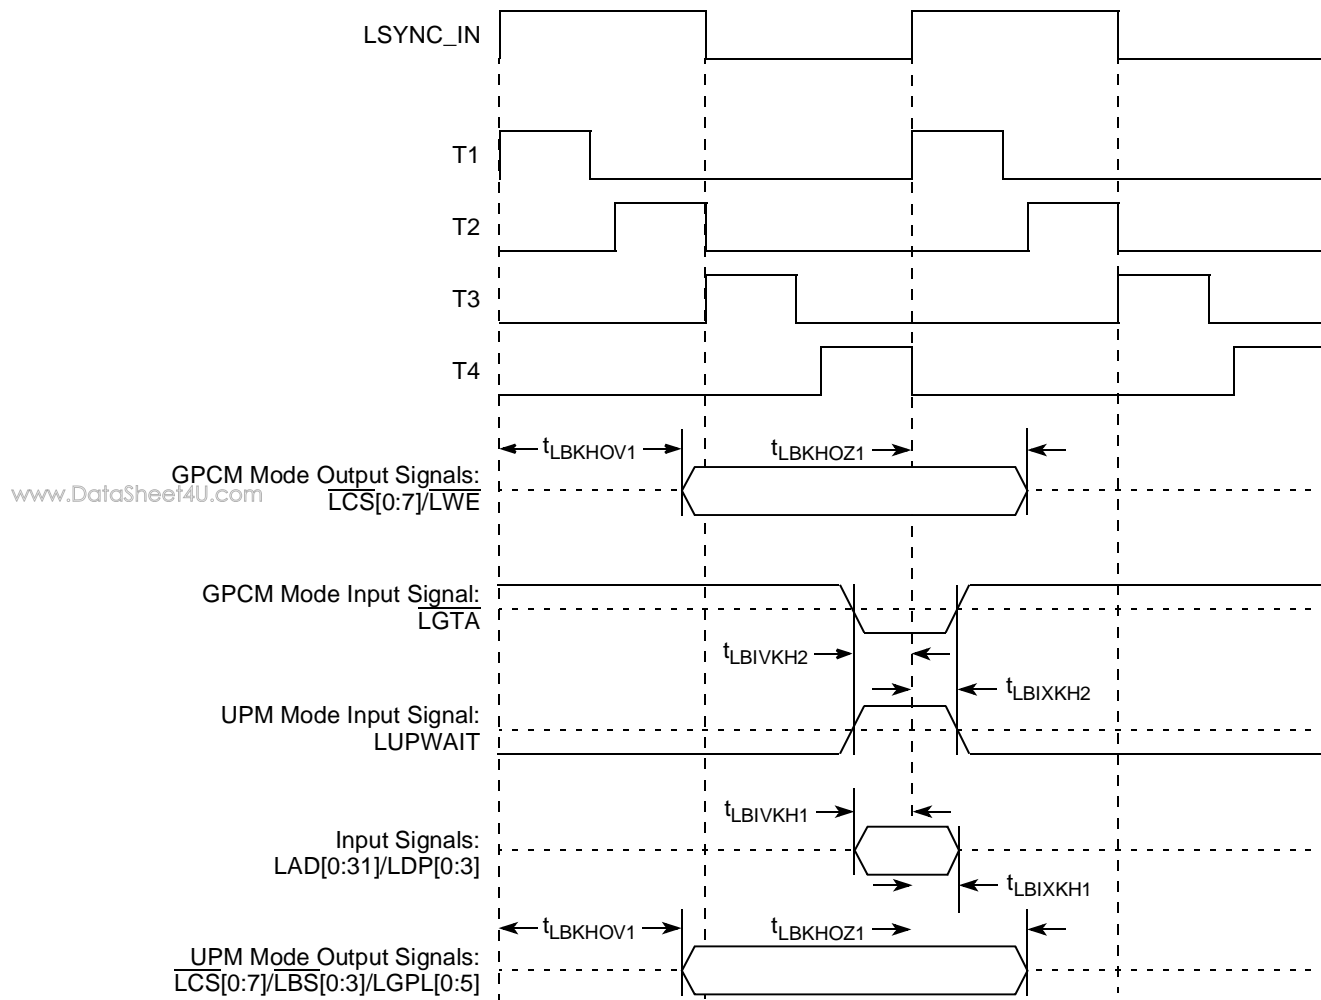 LSYNC_IN
T1
T2
T3
T4
tLBKHOV1
tLBKHOZ1
GPCM Mode Output Signals:
LCS[0:7]/LWE
www.DataSheet4U.com
GPCM Mode Input Signal:
LGTA
tLBIVKH2
tLBIXKH2
UPM Mode Input Signal:
LUPWAIT
tLBIVKH1
Input Signals:
LAD[0:31]/LDP[0:3]
tLBIXKH1
tLBKHOV1
tLBKHOZ1
UPM Mode Output Signals:
LCS[0:7]/LBS[0:3]/LGPL[0:5]